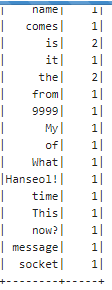 |   name|    1|
|  comes|    1|
|     is|    2|
|     it|    1|
|    the|    2|
|   from|    1|
|   9999|    1|
|     My|    1|
|     of|    1|
|   What|    1|
|Hanseol!|    1|
|   time|    1|
|   This|    1|
|   now?|    1|
|message|    1|
| socket|    1|
+-------+-----+